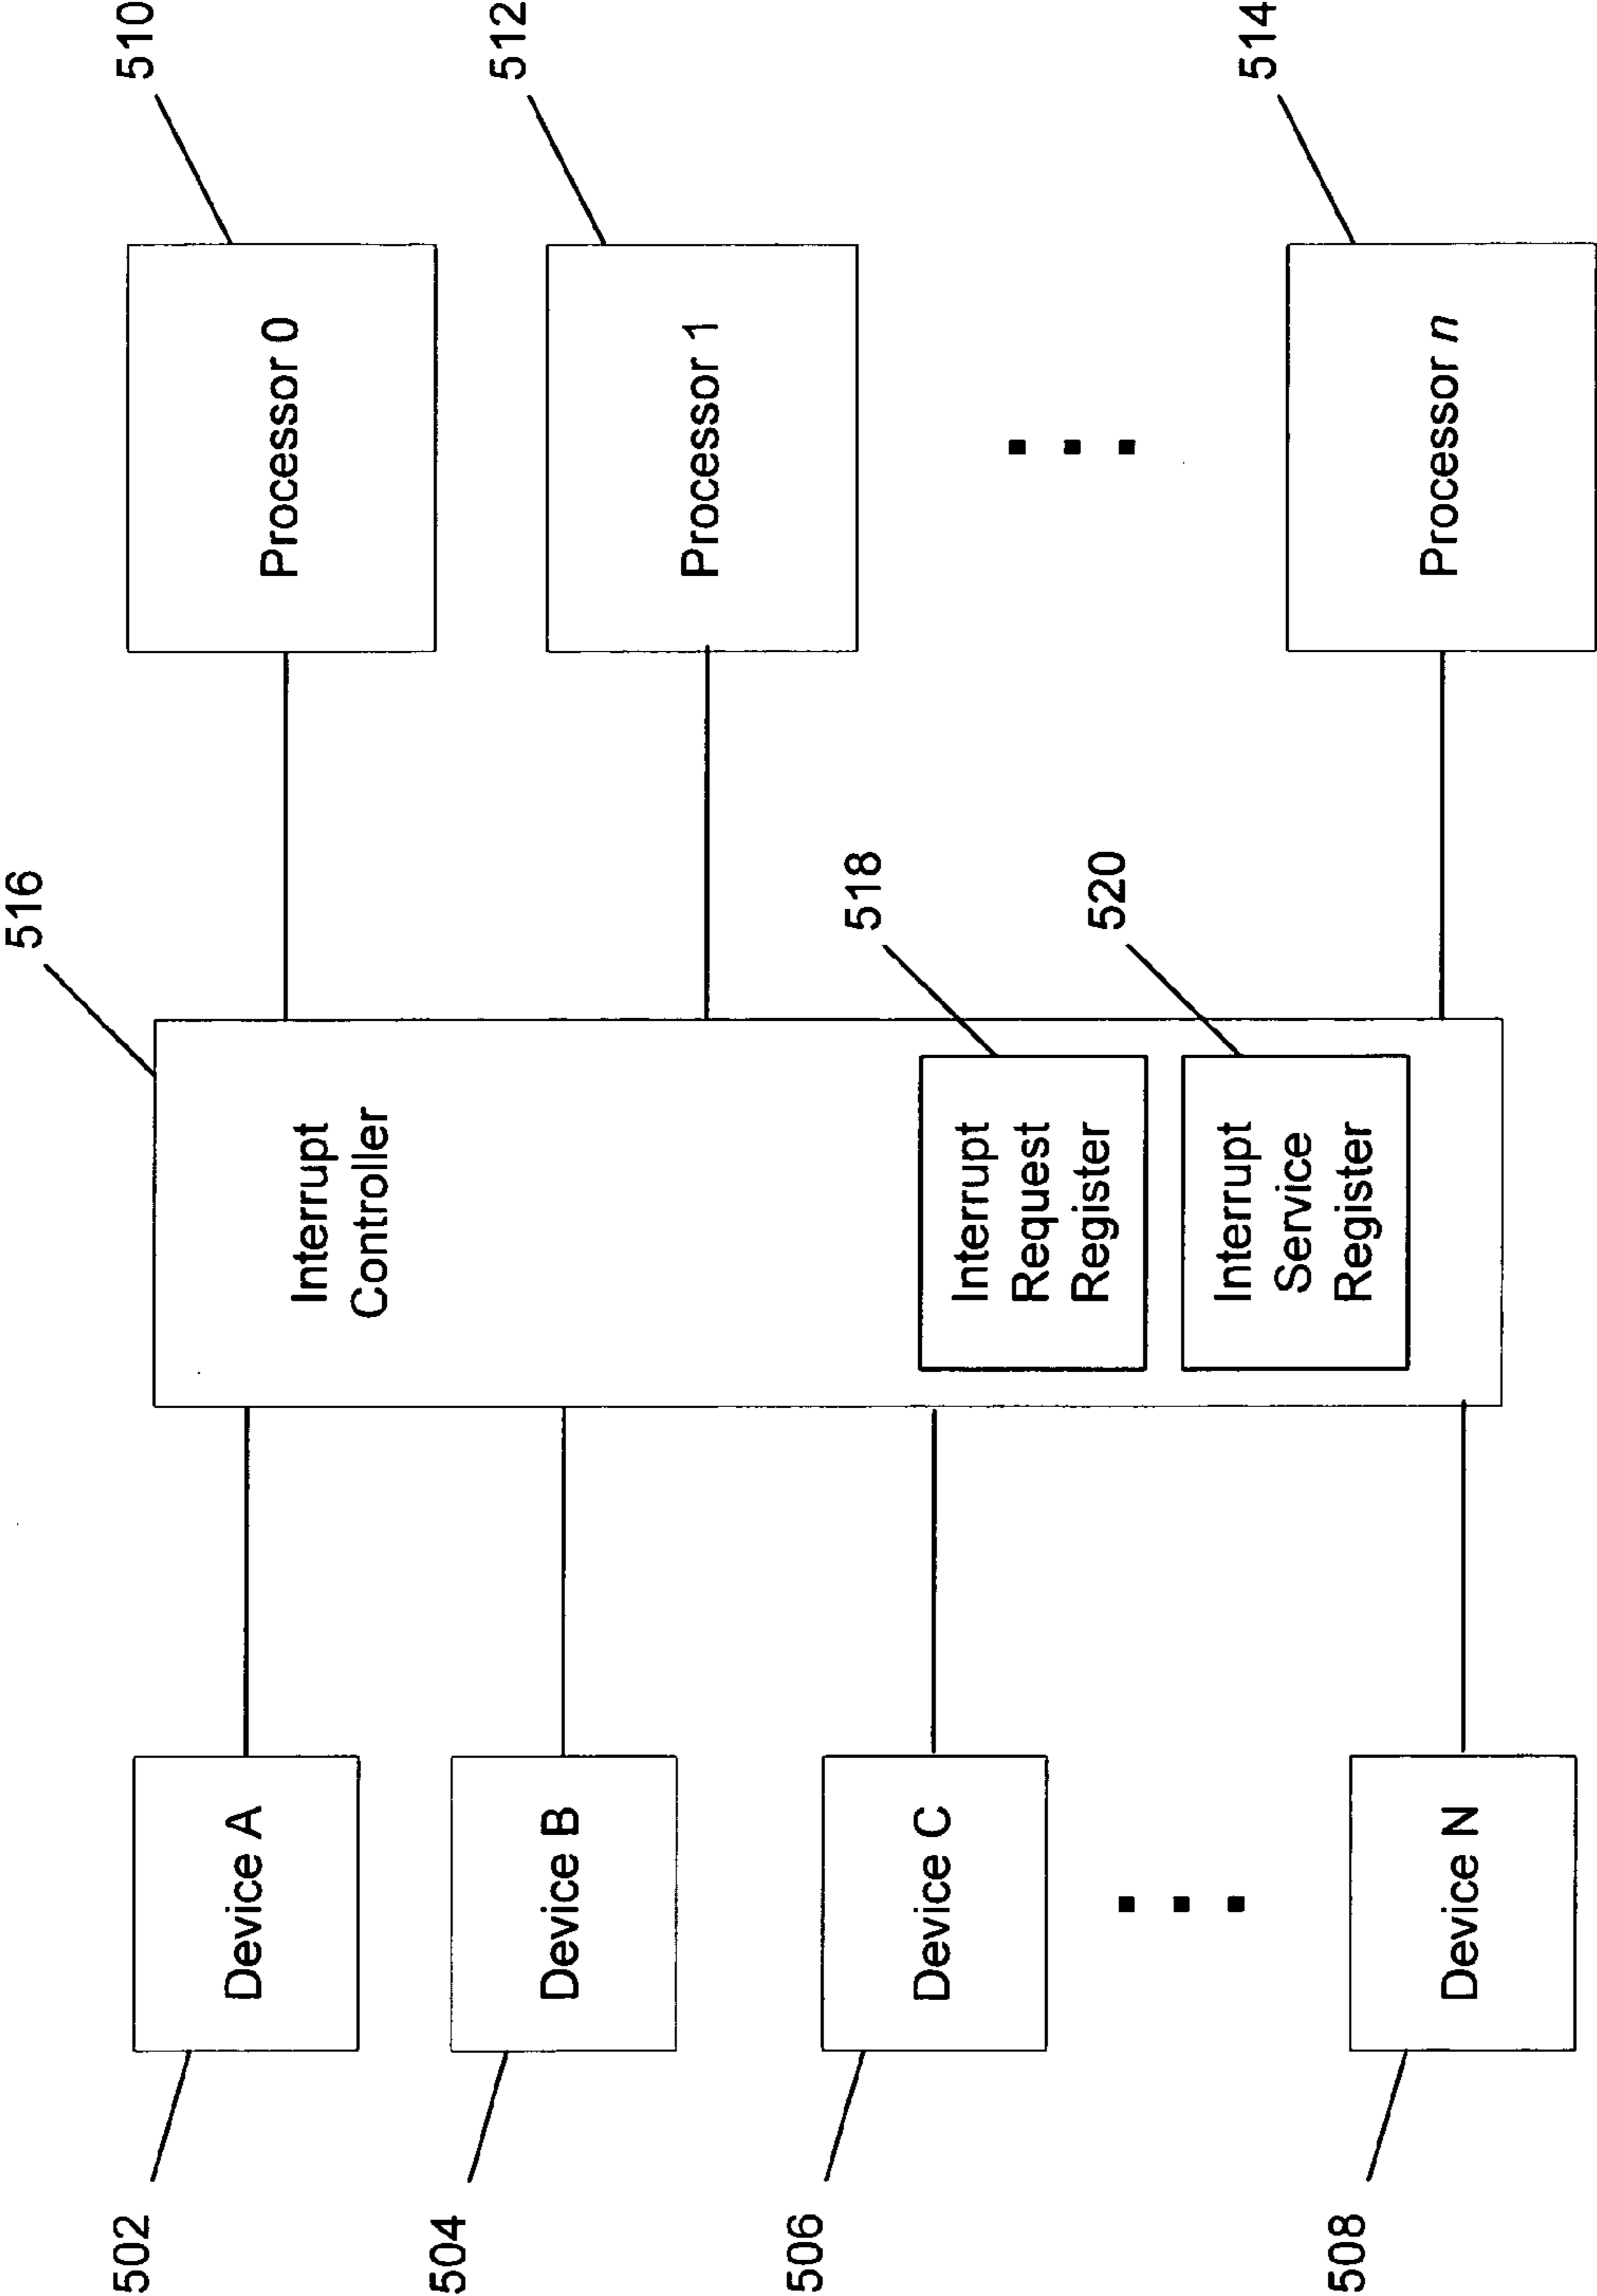 516
510
502
Device A
Interrupt
Controller
Processor 0
504
Device B
512
Processor 1
506
Device C
518
Interrupt
Request
Register
520
Interrupt
Service
Register
508
Device N
514
Processor n